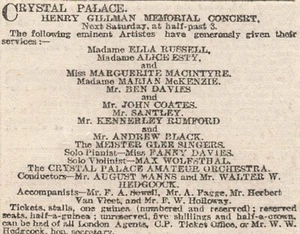 CRYSTAL PALACE.
HENRY GILLMAN MEMORIAL CONCERT,
Next Saturday, at half-past 3.
The following eminent Artistes have generously given their
services:—
Madame ELLA RUSSELL,
Madame ALICE ESTY,
and
Miss MARGUERITE MACINTYRE.
Madame MARIAN McKENZIE.
Mr. BEN DAVIES
and
Mr. JOHN COATES.
Mr. SANTLEY.
Mr. KENNERLEY RUMFORD
and
Mr. ANDREW BLACK.
The MEISTER GLEE SINGERS.
Solo Pianist—Miss FANNY DAVIES.
Solo Violinist—MAX WOLFSTHAL.
The CRYSTAL PALACE AMATEUR ORCHESTRA.
Conductors—Mr. AUGUST MANNS and Mr. WALTER W.
HEDGCOCK.
Accompanists—Mr. F. A. Sewell, Mr. A. Fagge, Mr. Herbert
Van Vleet, and Mr. F. W. Holloway.
Tickets, stalls, one guinea (numbered and reserved); reserved
seats, half-a-guinea; unreserved, five shillings and half-a-crown,
can be had of all London Agents, C.P. Ticket Office, or Mr. W. W.
Hedgcock, hon. secretary.